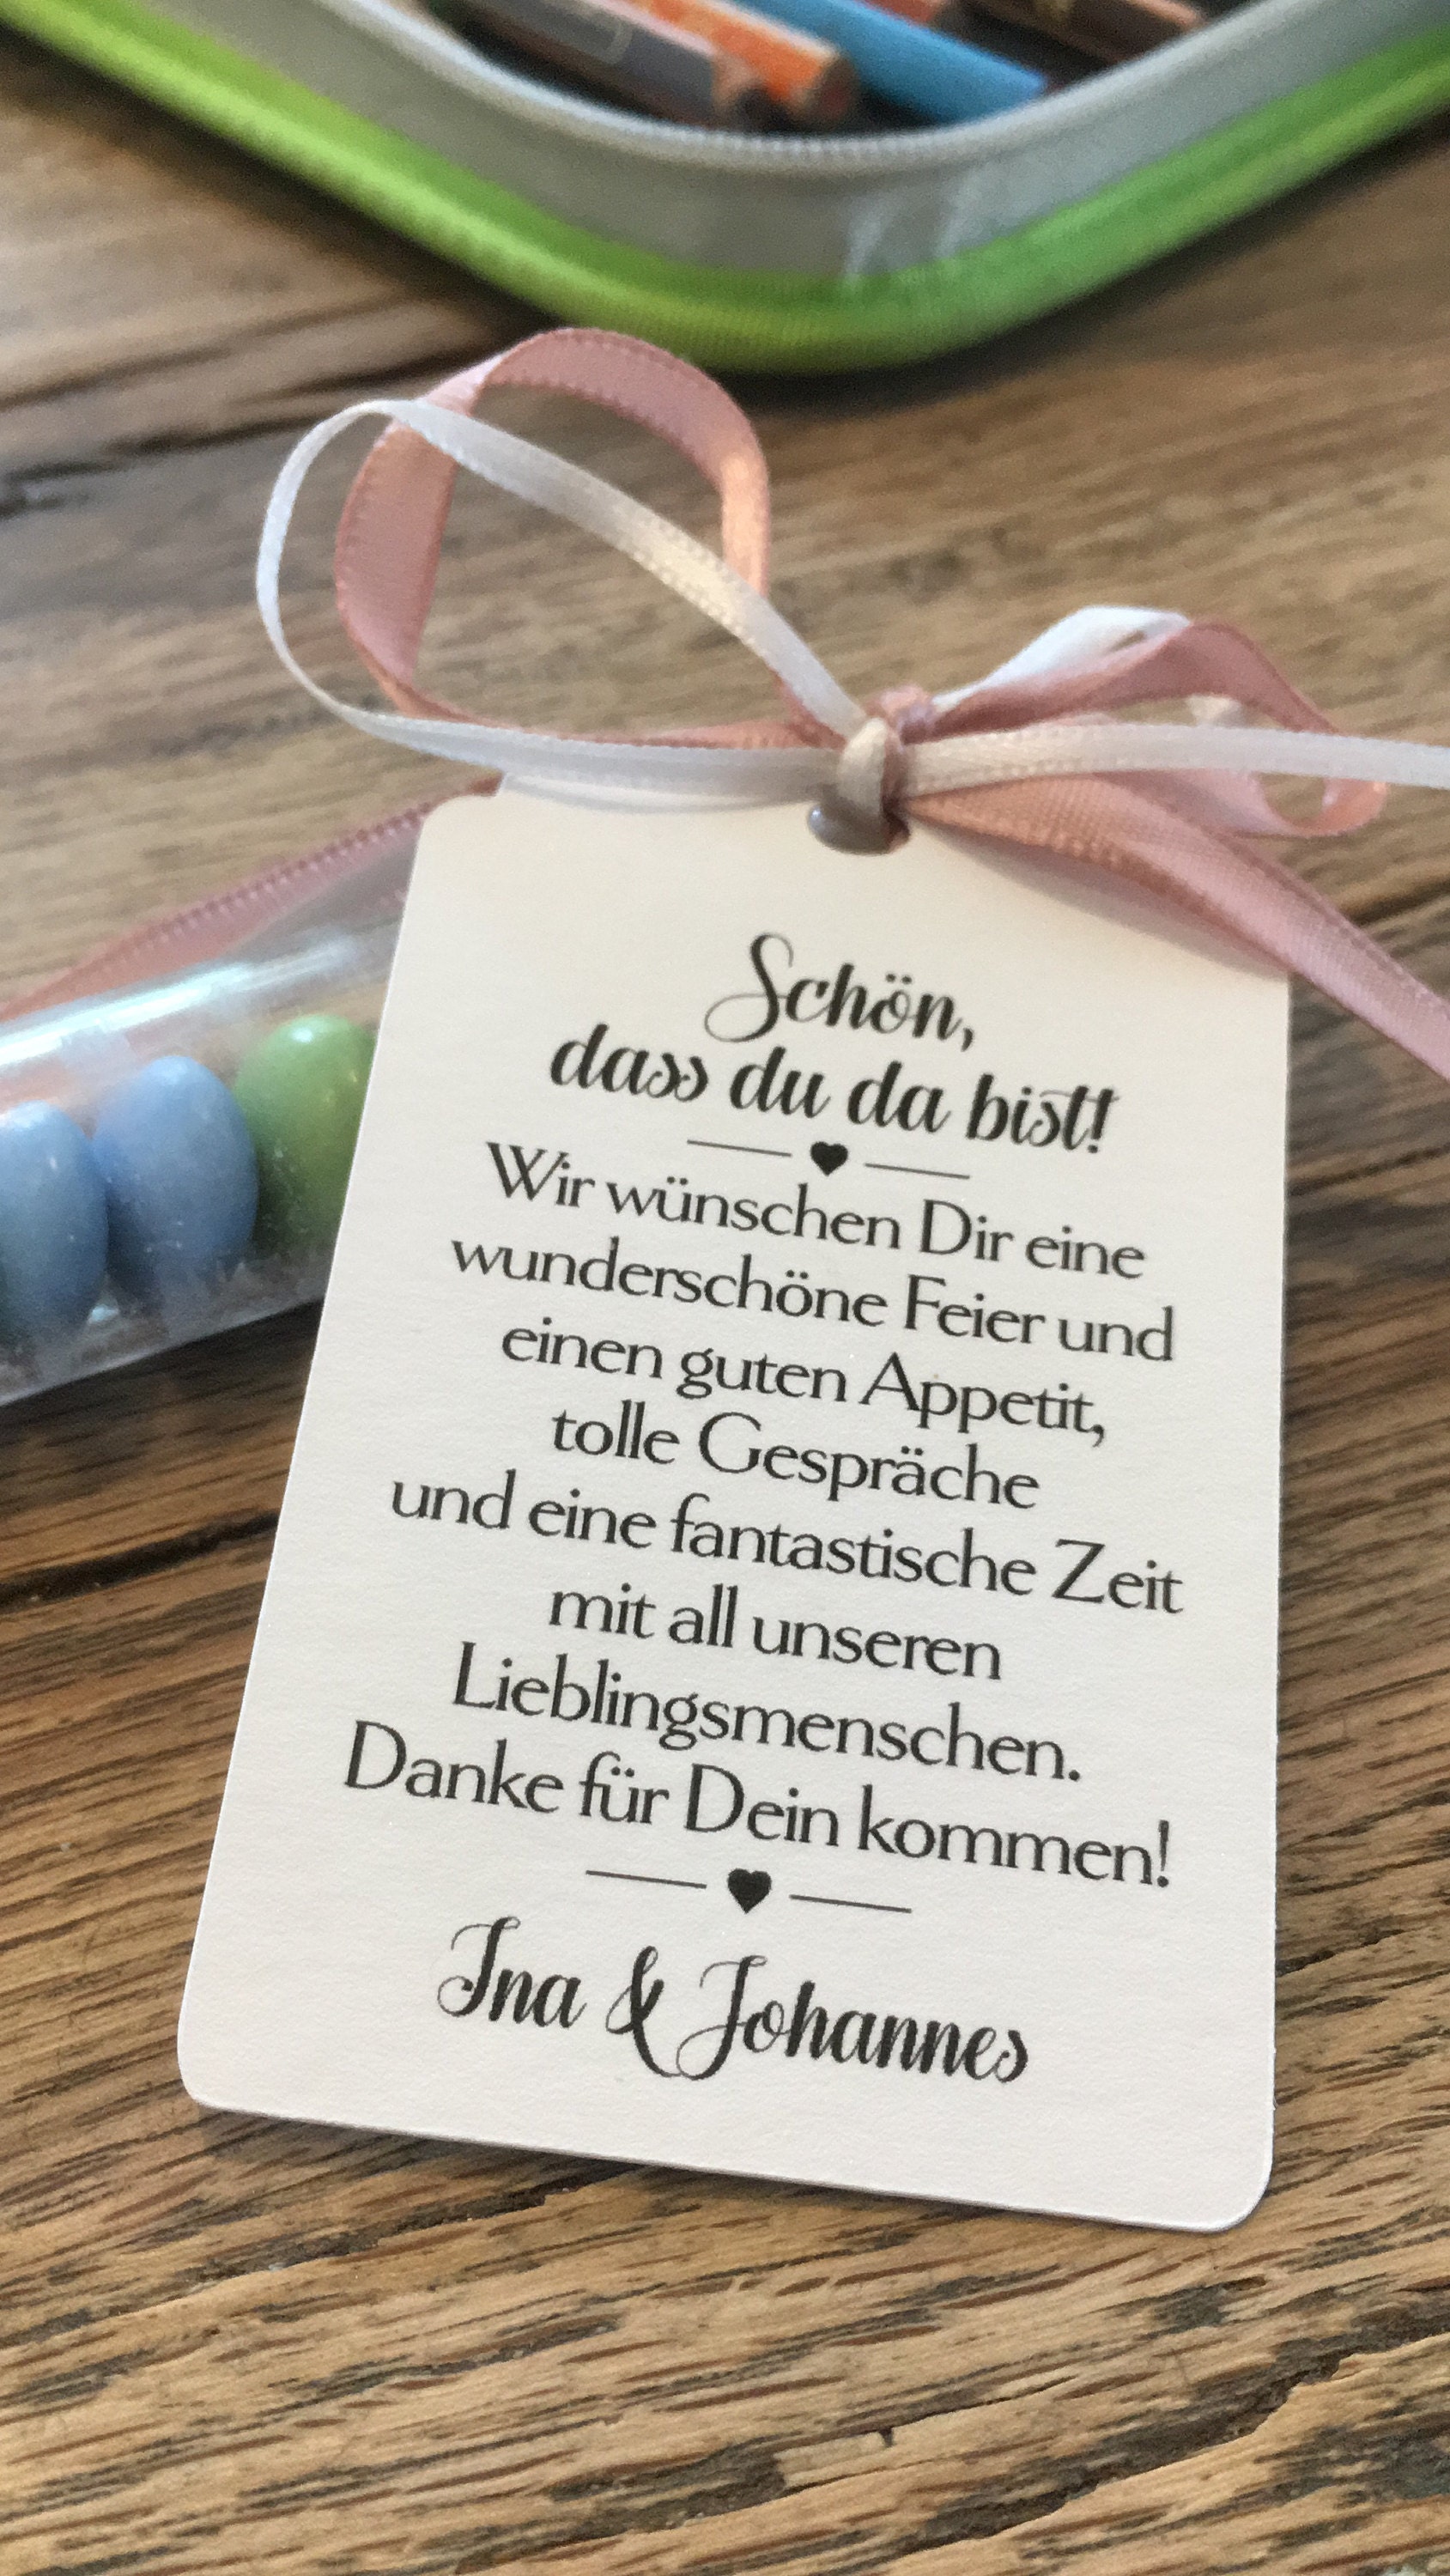 Schön,
dass du da bist!
Wir wünschen Dir eine
wunderschöne Feier und
einen guten Appetit,
tolle Gespräche
und eine fantastische Zeit
mit all unseren
Lieblingsmenschen.
Danke für Dein kommen!
Ina & Johannes